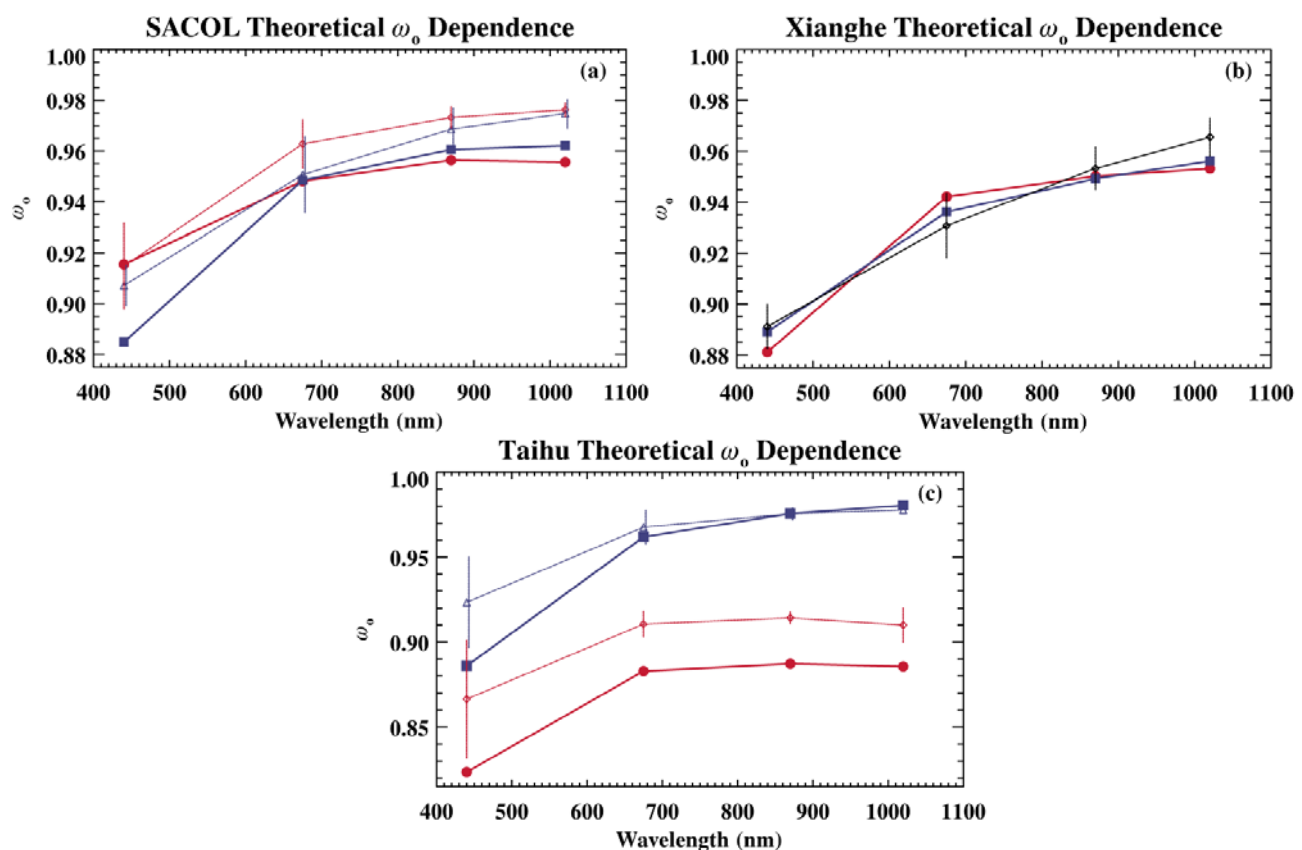 SACOL Theoretical ωo Dependence
(a)
1.00
0.98
0.96
0.94
0.92
0.90
0.88
ωo
400 500 600 700 800 900 1000 1100
Wavelength (nm)
Xianghe Theoretical ωo Dependence
(b)
1.00
0.98
0.96
0.94
0.92
0.90
0.88
ωo
400 500 600 700 800 900 1000 1100
Wavelength (nm)
Taihu Theoretical ωo Dependence
(c)
1.00
0.95
0.90
0.85
ωo
400 500 600 700 800 900 1000 1100
Wavelength (nm)